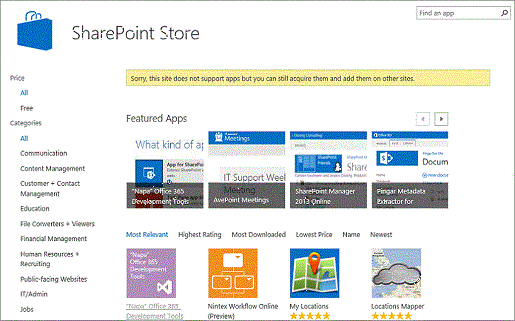 SharePoint Store
Find an app
Sorry, this site does not support apps but you can still acquire them and add them on other sites.
Price
All
Free
Categories
All
Communication
Content Management
Customer + Contact
Management
Education
File Converters + Viewers
Financial Management
Human Resources +
Recruiting
Public-facing Websites
IT/Admin
Jobs
Featured Apps
What kind of a
App for SharePoint
"Napa" Office 365
Development Tools
Meetings
IT Support Week
Meeting
AvePoint Meetings
SharePoint
Friends
SharePoint Manager
2013 Online
Office 365
Docum
Pingar Metadata
Extractor for
Most Relevant
Highest Rating
Most Downloaded
Lowest Price
Name
Newest
"Napa"
Office 365
Development
Tools
"Napa" Office 365
Development Tools
Nintex Workflow Online
(Preview)
My Locations
Locations Mapper